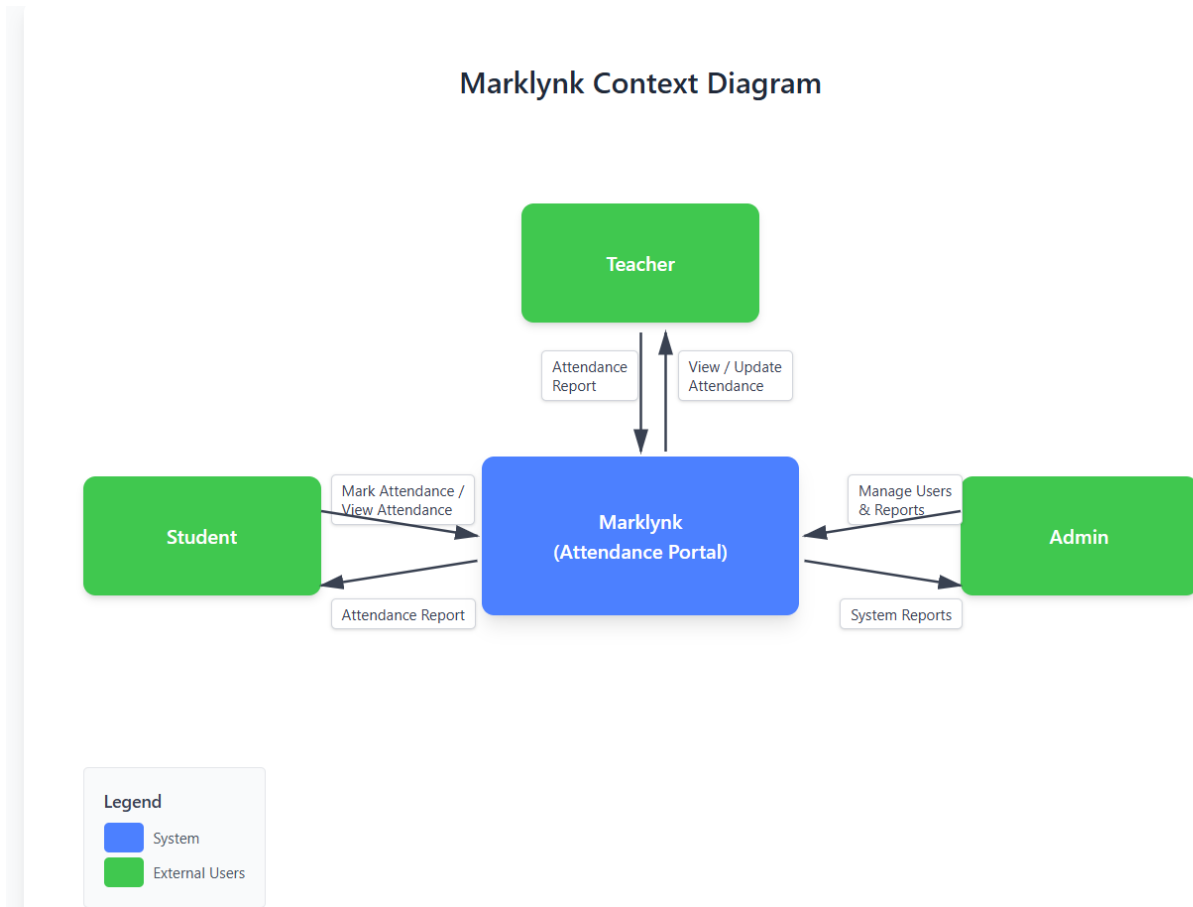 Marklynk Context Diagram
Teacher
Attendance
Report
View / Update
Attendance
Mark Attendance /
View Attendance
Manage Users
& Reports
Student
Marklynk
(Attendance Portal)
Admin
Attendance Report
System Reports
Legend
System
External Users